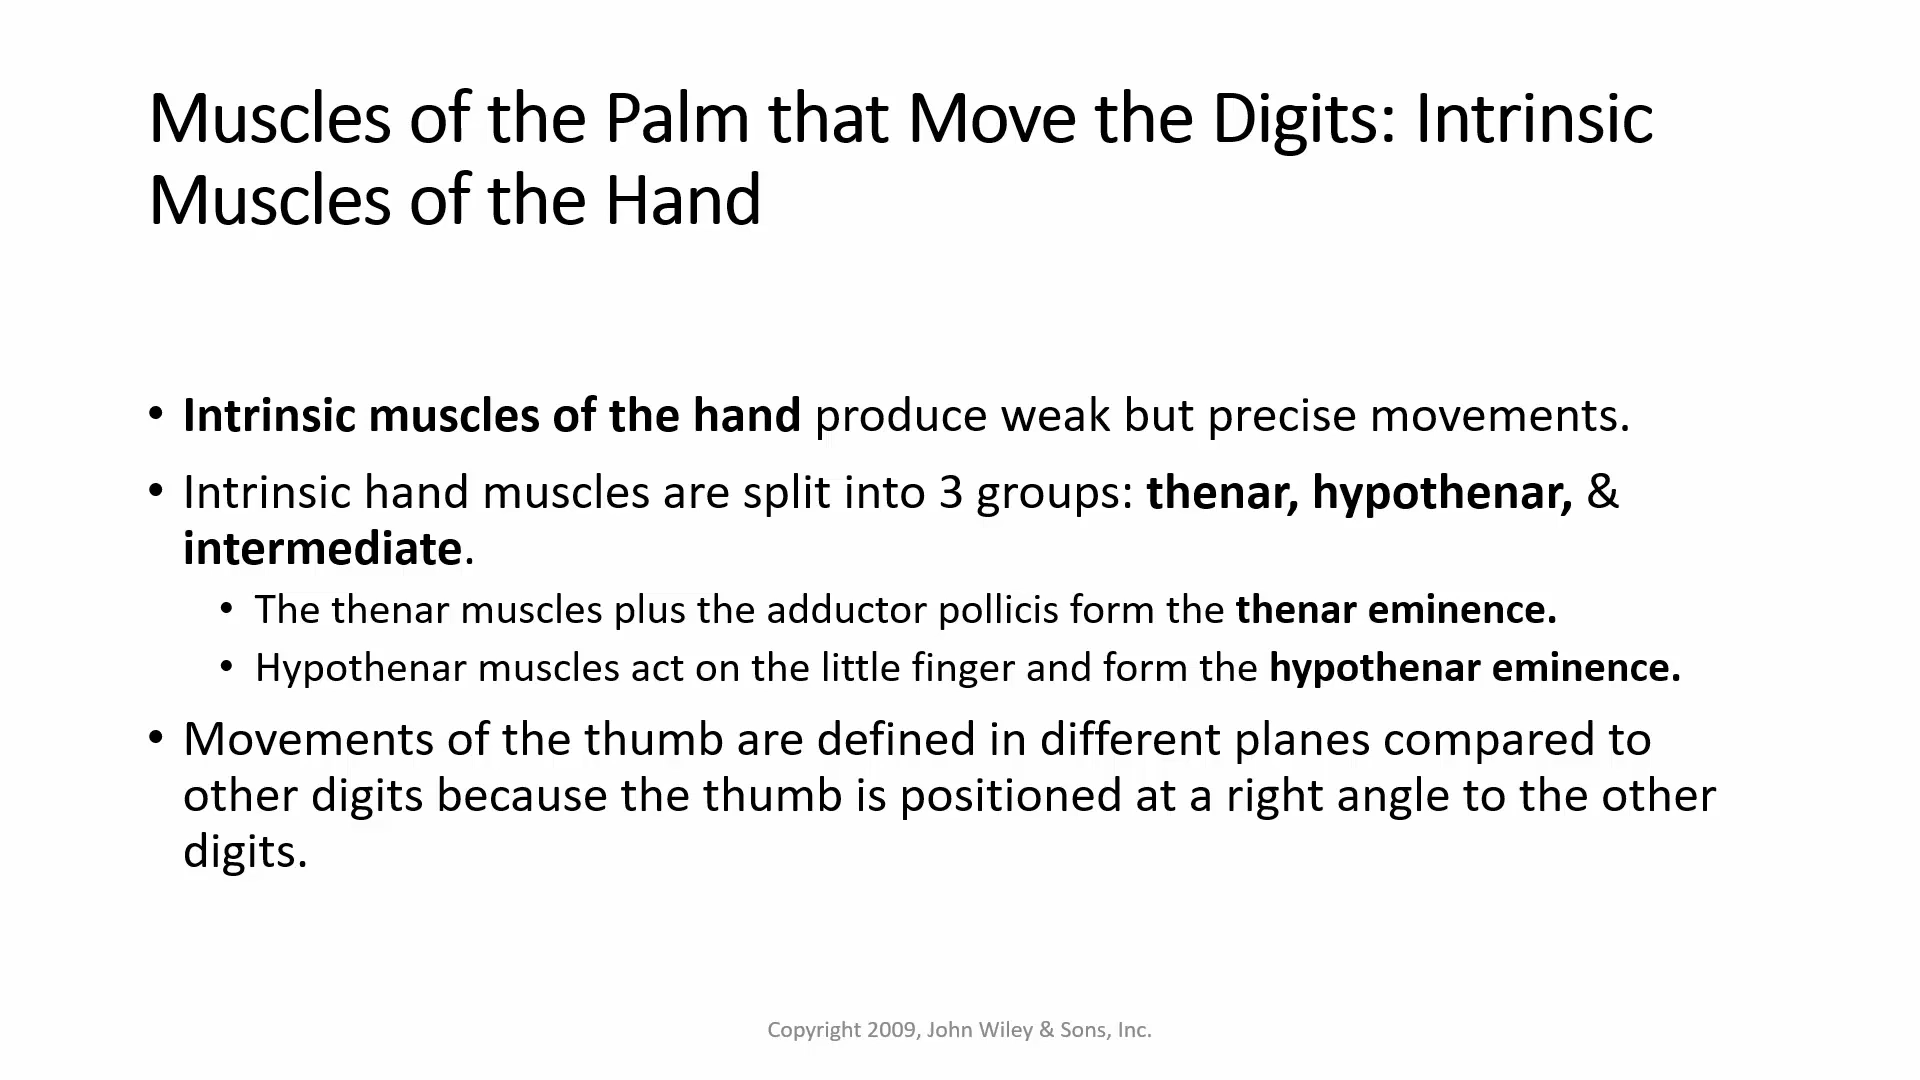 Muscles of the Palm that Move the Digits: Intrinsic
Muscles of the Hand
• Intrinsic muscles of the hand produce weak but precise movements.
• Intrinsic hand muscles are split into 3 groups: thenar, hypothenar, &
intermediate.
• The thenar muscles plus the adductor pollicis form the thenar eminence.
• Hypothenar muscles act on the little finger and form the hypothenar eminence.
• Movements of the thumb are defined in different planes compared to
other digits because the thumb is positioned at a right angle to the other
digits.
Copyright 2009, John Wiley & Sons, Inc.